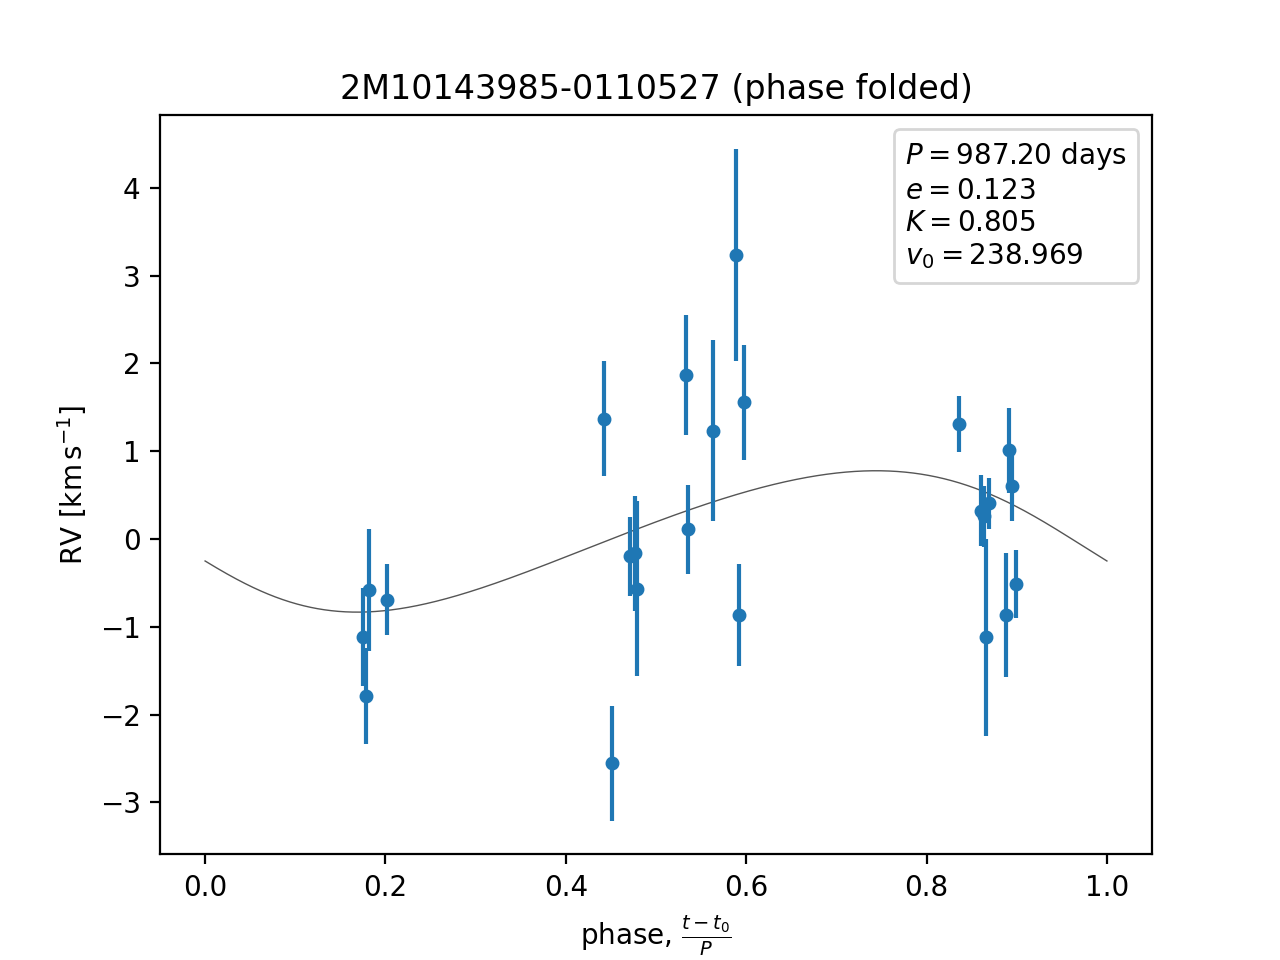 2M10143985-0110527 (phase folded)
P = 987.20 days
e = 0.123
K = 0.805
v₀ = 238.969
RV [km s⁻¹]
4
3
2
1
0
−1
−2
−3
0.0 0.2 0.4 0.6 0.8 1.0
phase, (t − t₀)/P